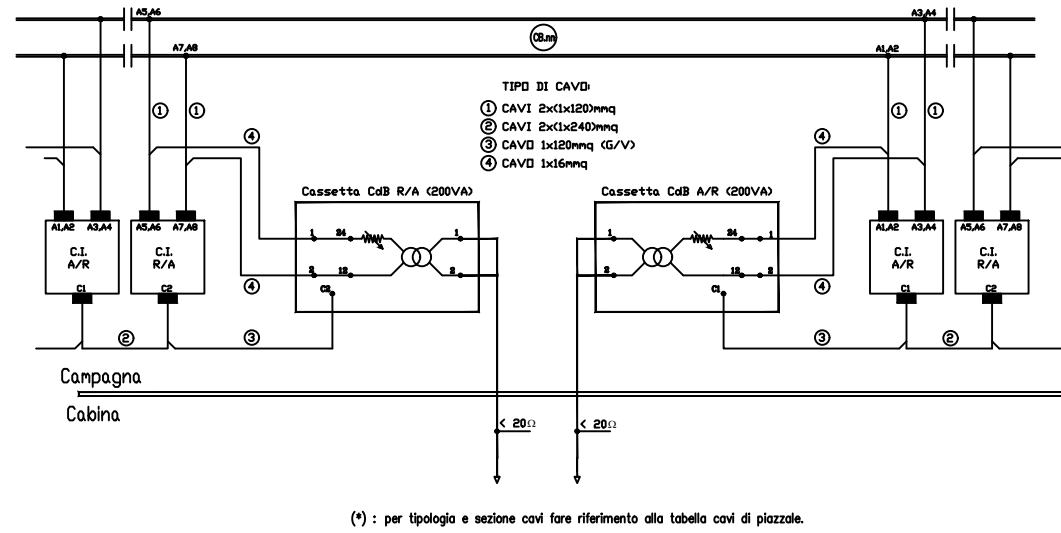 A5,A6
A3,A4
CB.nn
A7,A8
A1,A2
TIPO DI CAVO:
1 CAVI 2x(1x120)mmq
2 CAVI 2x(1x240)mmq
3 CAVO 1x120mmq (G/V)
4 CAVO 1x16mmq
1
1
1
1
4
4
Cassetta CdB R/A (200VA)
Cassetta CdB A/R (200VA)
A1,A2
A3,A4
A5,A6
A7,A8
1
24
1
1
24
1
A1,A2
A3,A4
A5,A6
A7,A8
C.I.
A/R
C.I.
R/A
C.I.
A/R
C.I.
R/A
2
12
2
2
12
2
C1
C2
4
C2
C1
4
C1
C2
2
3
3
2
Campagna
Cabina
< 20Ω
< 20Ω
(*) : per tipologia e sezione cavi fare riferimento alla tabella cavi di piazzale.